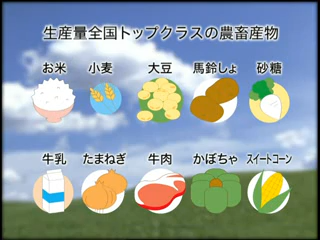 生産量全国トップクラスの農畜産物
お米 小麦 大豆 馬鈴しょ 砂糖
牛乳 たまねぎ 牛肉 かぼちゃ スイートコーン